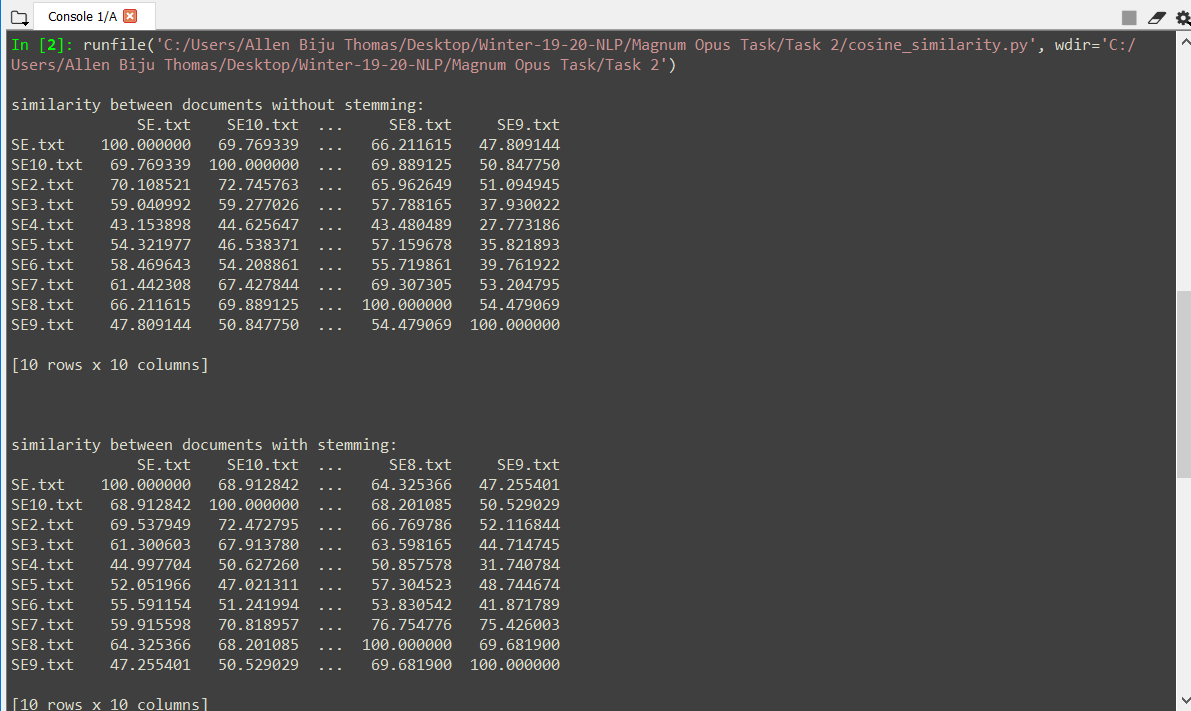 Console 1/A
In [2]: runfile('C:/Users/Allen Biju Thomas/Desktop/Winter-19-20-NLP/Magnum Opus Task/Task 2/cosine_similarity.py', wdir='C:/
Users/Allen Biju Thomas/Desktop/Winter-19-20-NLP/Magnum Opus Task/Task 2')
similarity between documents without stemming:
SE.txt SE10.txt ... SE8.txt SE9.txt
SE.txt 100.000000 69.769339 ... 66.211615 47.809144
SE10.txt 69.769339 100.000000 ... 69.889125 50.847750
SE2.txt 70.108521 72.745763 ... 65.962649 51.094945
SE3.txt 59.040992 59.277026 ... 57.788165 37.930022
SE4.txt 43.153898 44.625647 ... 43.480489 27.773186
SE5.txt 54.321977 46.538371 ... 57.159678 35.821893
SE6.txt 58.469643 54.208861 ... 55.719861 39.761922
SE7.txt 61.442308 67.427844 ... 69.307305 53.204795
SE8.txt 66.211615 69.889125 ... 100.000000 54.479069
SE9.txt 47.809144 50.847750 ... 54.479069 100.000000
[10 rows x 10 columns]
similarity between documents with stemming:
SE.txt SE10.txt ... SE8.txt SE9.txt
SE.txt 100.000000 68.912842 ... 64.325366 47.255401
SE10.txt 68.912842 100.000000 ... 68.201085 50.529029
SE2.txt 69.537949 72.472795 ... 66.769786 52.116844
SE3.txt 61.300603 67.913780 ... 63.598165 44.714745
SE4.txt 44.997704 50.627260 ... 50.857578 31.740784
SE5.txt 52.051966 47.021311 ... 57.304523 48.744674
SE6.txt 55.591154 51.241994 ... 53.830542 41.871789
SE7.txt 59.915598 70.818957 ... 76.754776 75.426003
SE8.txt 64.325366 68.201085 ... 100.000000 69.681900
SE9.txt 47.255401 50.529029 ... 69.681900 100.000000
[10 rows x 10 columns]